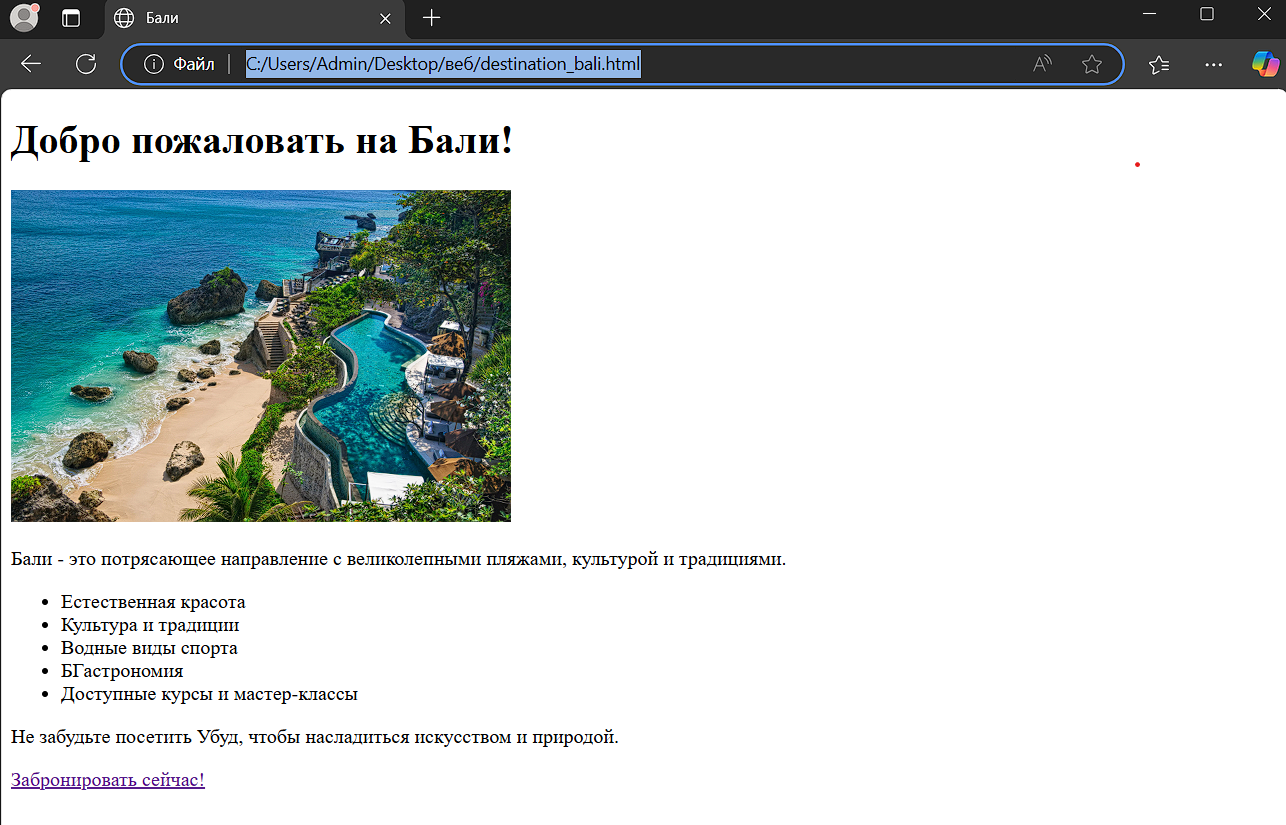 Бали
Файл
C:/Users/Admin/Desktop/ве6/destination_bali.html
Добро пожаловать на Бали!
Бали - это потрясающее направление с великолепными пляжами, культурой и традициями.
• Естественная красота
• Культура и традиции
• Водные виды спорта
• БГастрономия
• Доступные курсы и мастер-классы
Не забудьте посетить Убуд, чтобы насладиться искусством и природой.
Забронировать сейчас!